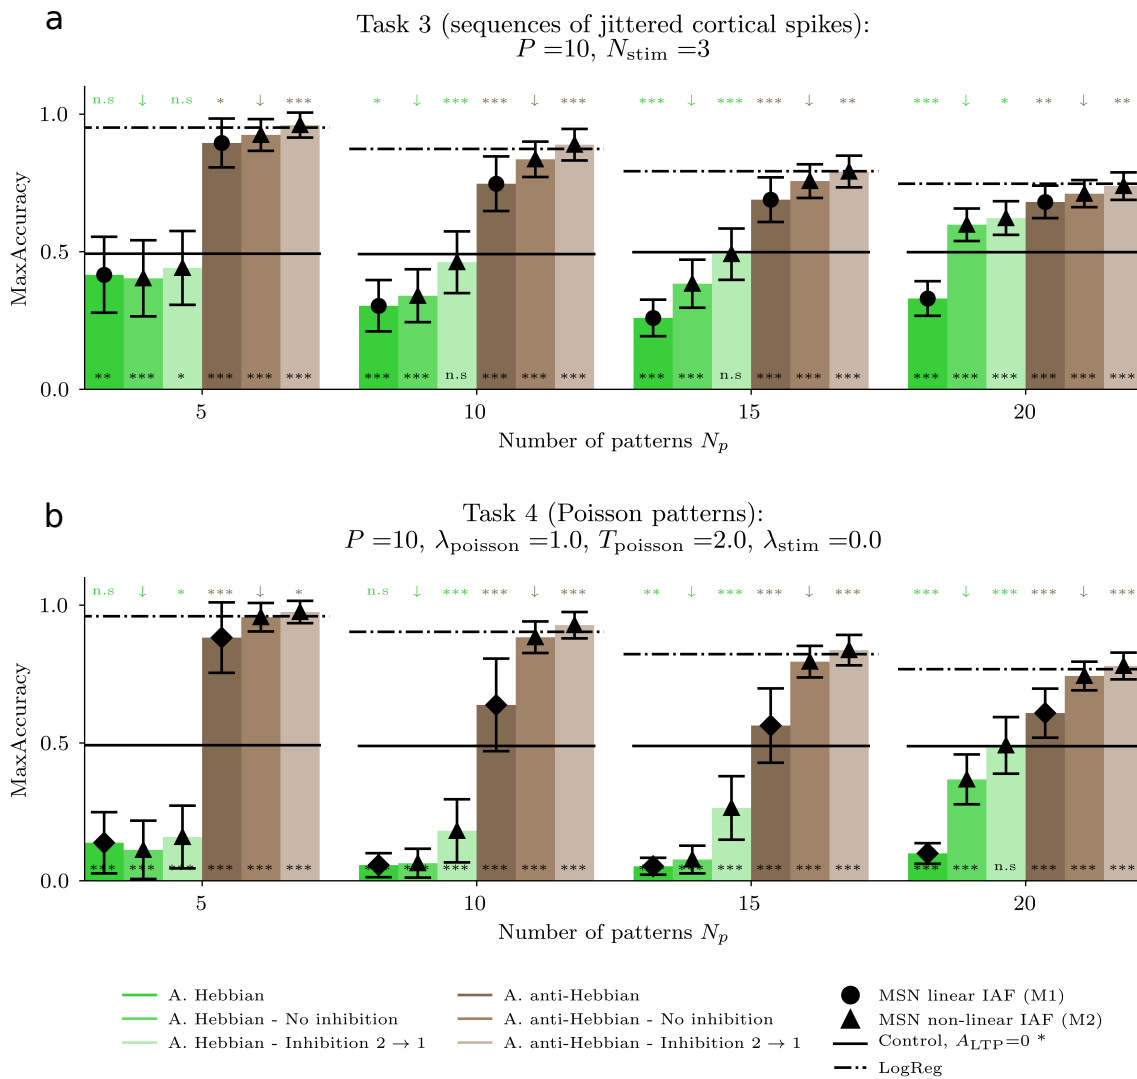 a
Task 3 (sequences of jittered cortical spikes):
P =10, N_stim =3
n.s ↓ n.s * ↓ *** * ↓ *** *** ↓ *** *** ↓ *** *** ↓ ** *** ↓ * ** ↓ **
1.0
0.5
0.0
MaxAccuracy
** *** * *** *** *** *** *** n.s *** *** *** *** *** n.s *** *** *** *** *** *** *** *** ***
5 10 15 20
Number of patterns N_p
b
Task 4 (Poisson patterns):
P =10, λ_poisson =1.0, T_poisson =2.0, λ_stim =0.0
n.s ↓ * *** ↓ * n.s ↓ *** *** ↓ *** ** ↓ *** *** ↓ *** *** ↓ *** *** ↓ ***
1.0
0.5
0.0
MaxAccuracy
*** *** *** *** *** *** *** *** *** *** *** *** *** *** *** *** *** *** *** *** n.s *** *** ***
5 10 15 20
Number of patterns N_p
A. Hebbian
A. Hebbian - No inhibition
A. Hebbian - Inhibition 2 → 1
A. anti-Hebbian
A. anti-Hebbian - No inhibition
A. anti-Hebbian - Inhibition 2 → 1
MSN linear IAF (M1)
MSN non-linear IAF (M2)
Control, A_LTP=0 *
LogReg